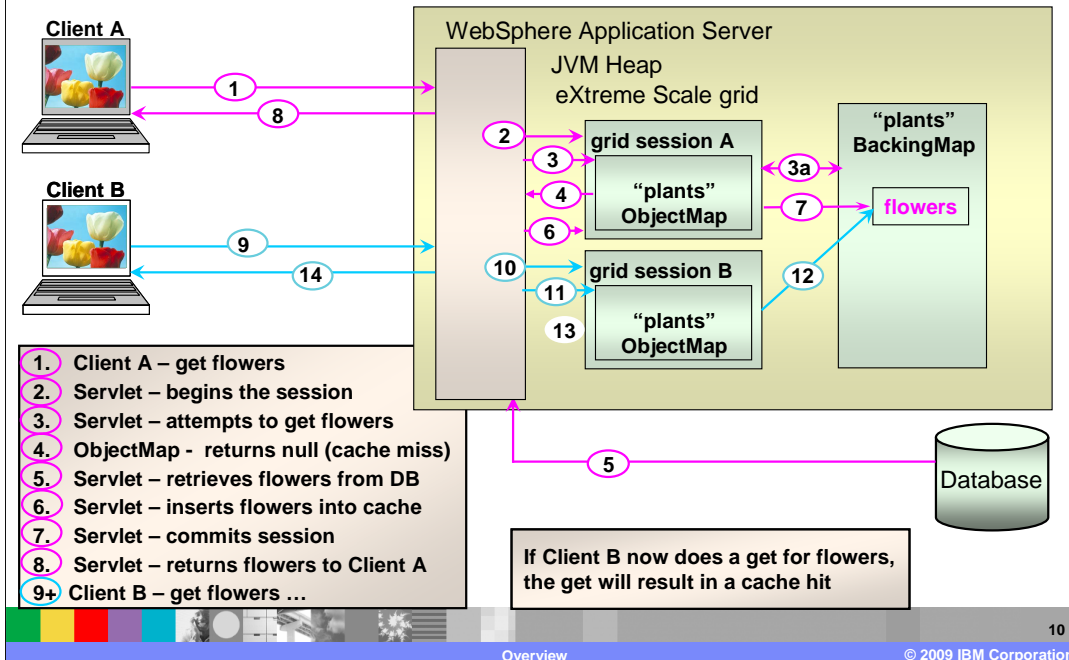 Client A
WebSphere Application Server
JVM Heap
eXtreme Scale grid
1
8
2
grid session A
3
4
6
"plants"
ObjectMap
3a
7
"plants"
BackingMap
flowers
Client B
9
14
10
grid session B
11
13
"plants"
ObjectMap
12
1. Client A – get flowers
2. Servlet – begins the session
3. Servlet – attempts to get flowers
4. ObjectMap - returns null (cache miss)
5. Servlet – retrieves flowers from DB
6. Servlet – inserts flowers into cache
7. Servlet – commits session
8. Servlet – returns flowers to Client A
9+ Client B – get flowers …
5
Database
If Client B now does a get for flowers,
the get will result in a cache hit
10
Overview
© 2009 IBM Corporation